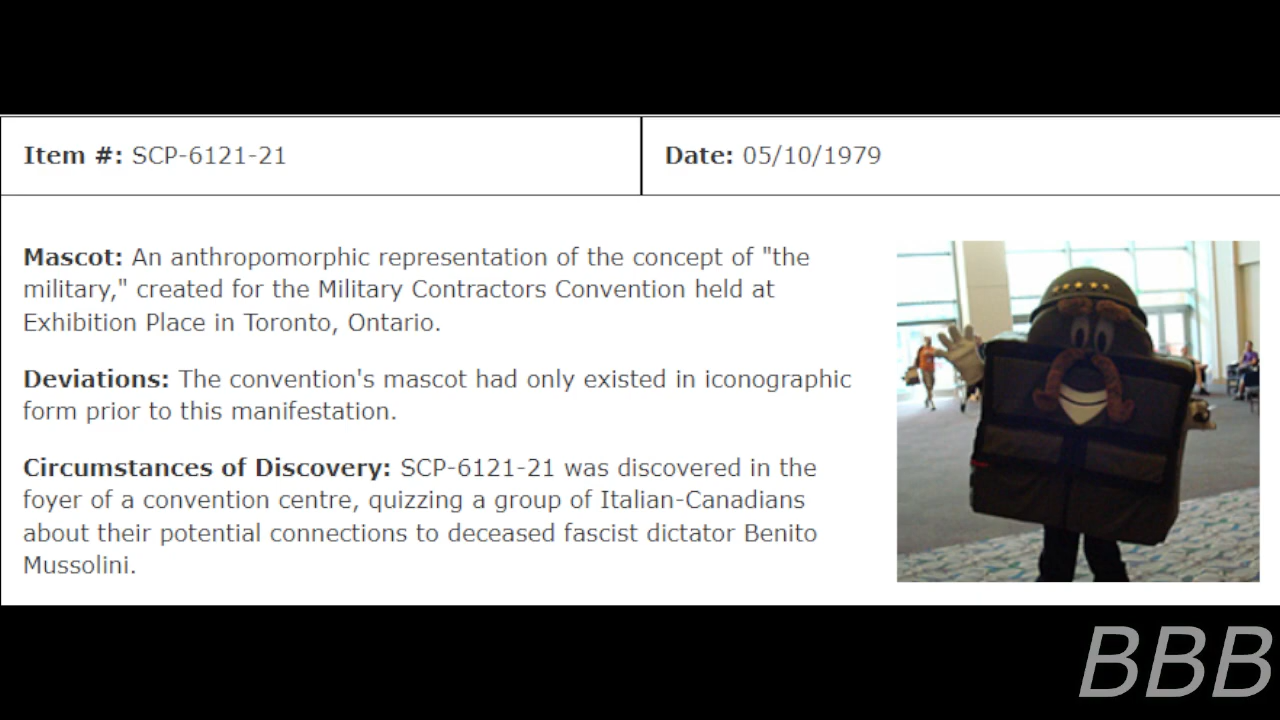 Item #: SCP-6121-21
Date: 05/10/1979
Mascot: An anthropomorphic representation of the concept of "the
military," created for the Military Contractors Convention held at
Exhibition Place in Toronto, Ontario.
Deviations: The convention's mascot had only existed in iconographic
form prior to this manifestation.
Circumstances of Discovery: SCP-6121-21 was discovered in the
foyer of a convention centre, quizzing a group of Italian-Canadians
about their potential connections to deceased fascist dictator Benito
Mussolini.
BBB